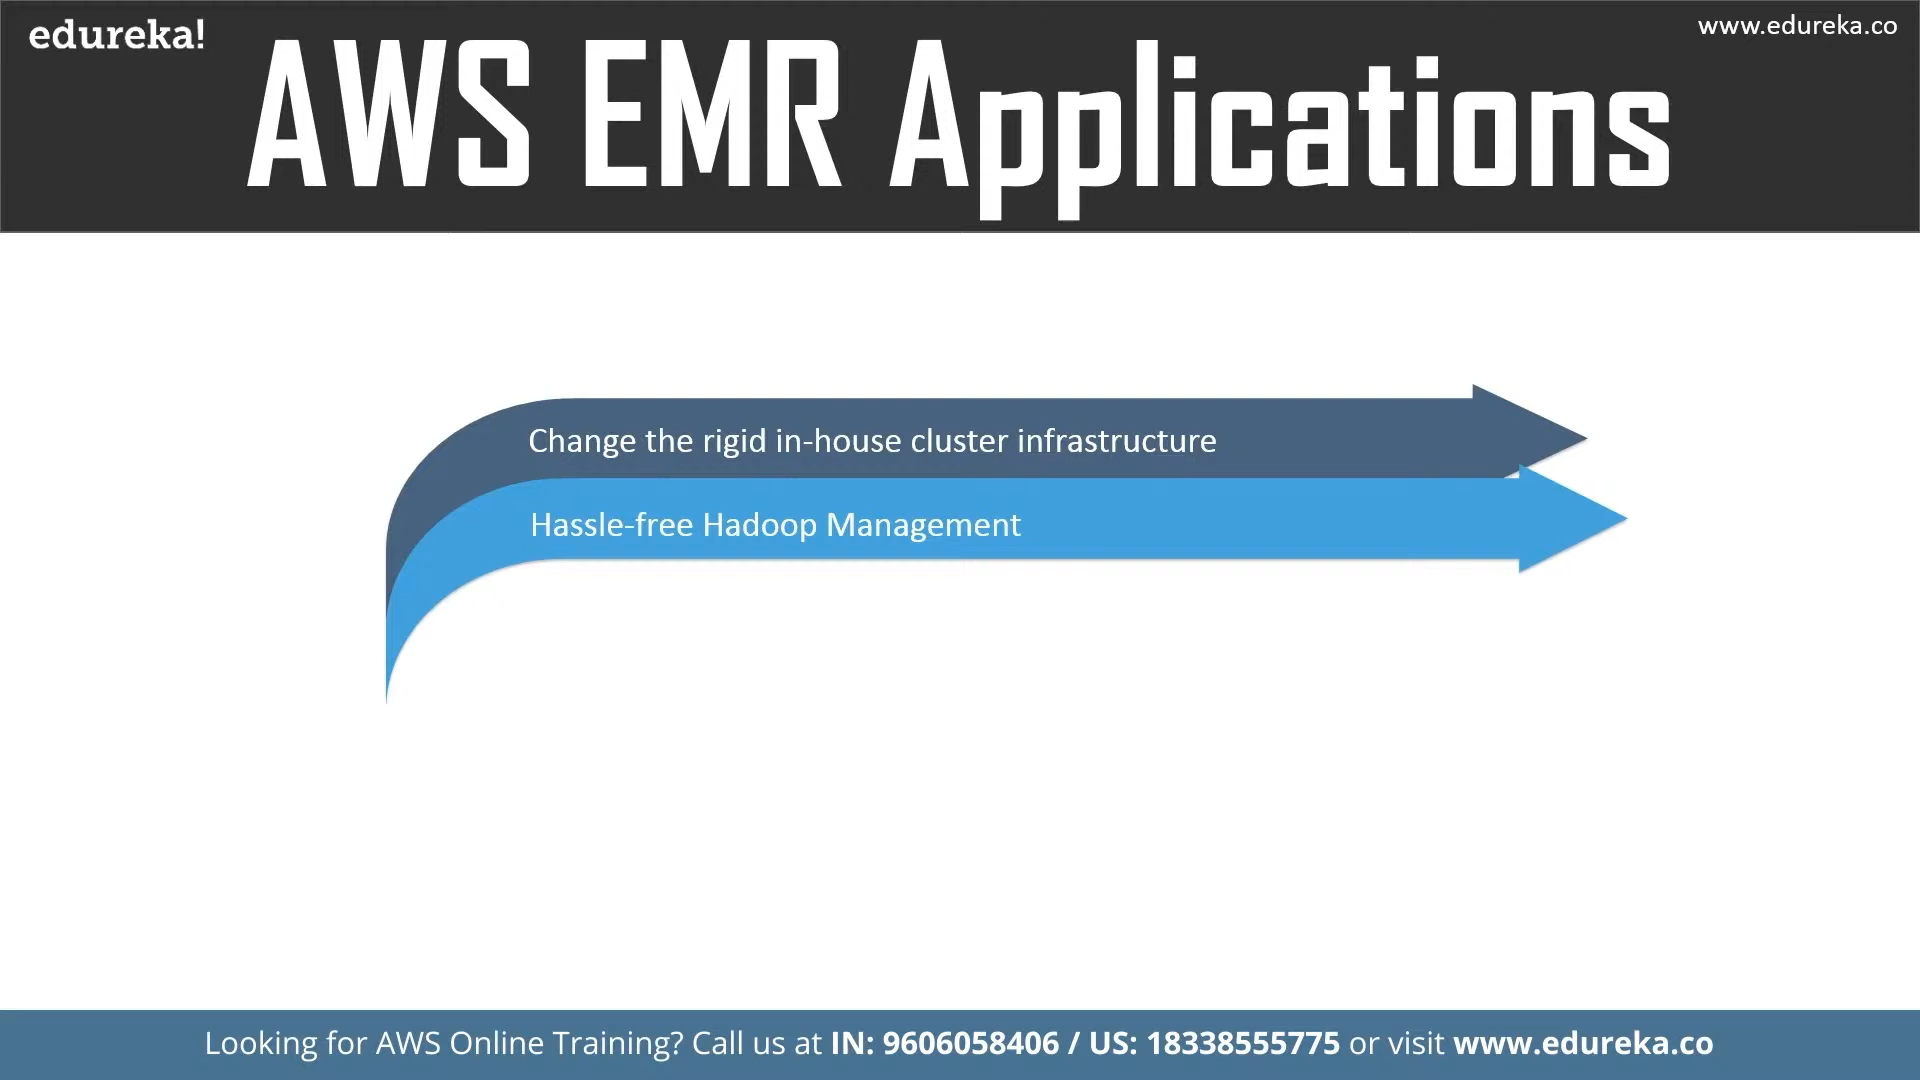 edureka!
www.edureka.co
AWS EMR Applications
Change the rigid in-house cluster infrastructure
Hassle-free Hadoop Management
Looking for AWS Online Training? Call us at IN: 9606058406 / US: 18338555775 or visit www.edureka.co